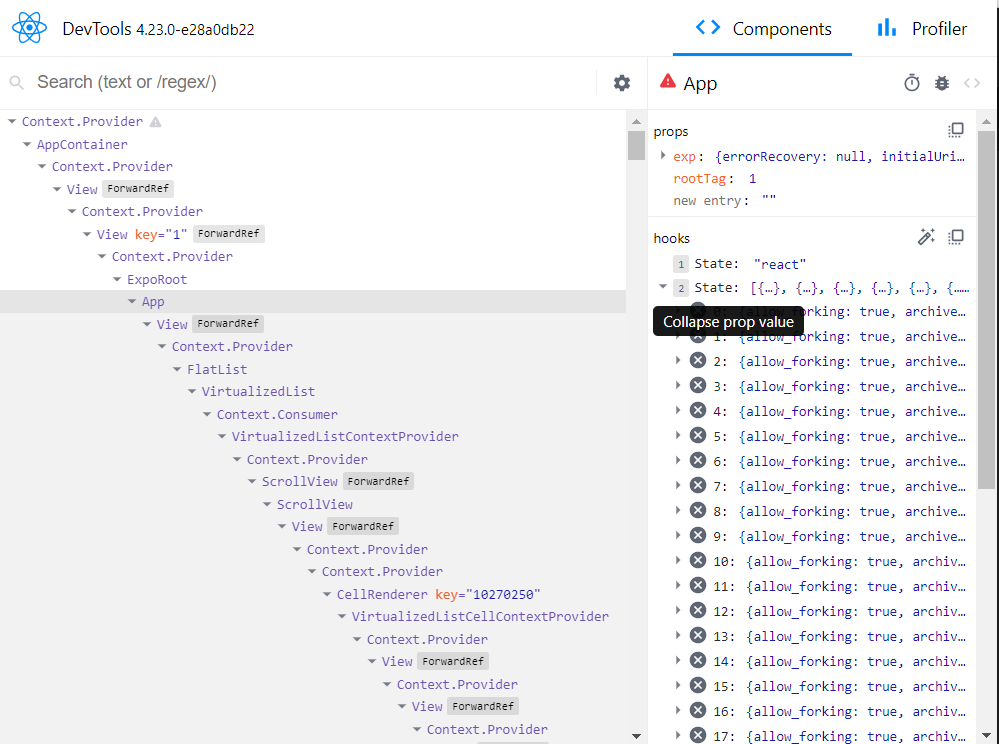 DevTools 4.23.0-e28a0db22
Components
Profiler
Search (text or /regex/)
App
Context.Provider
AppContainer
Context.Provider
View ForwardRef
Context.Provider
View key="1" ForwardRef
Context.Provider
ExpoRoot
App
View ForwardRef
Context.Provider
FlatList
VirtualizedList
Context.Consumer
VirtualizedListContextProvider
Context.Provider
ScrollView ForwardRef
ScrollView
View ForwardRef
Context.Provider
Context.Provider
CellRenderer key="10270250"
VirtualizedListCellContextProvider
Context.Provider
View ForwardRef
Context.Provider
View ForwardRef
Context.Provider
props
exp: {errorRecovery: null, initialUri…
rootTag: 1
new entry: ""
hooks
1 State: "react"
2 State: [{…}, {…}, {…}, {…}, {…}, {……
0: {allow_forking: true, archive…
Collapse prop value
1: {allow_forking: true, archive…
2: {allow_forking: true, archive…
3: {allow_forking: true, archive…
4: {allow_forking: true, archive…
5: {allow_forking: true, archive…
6: {allow_forking: true, archive…
7: {allow_forking: true, archive…
8: {allow_forking: true, archive…
9: {allow_forking: true, archive…
10: {allow_forking: true, archiv…
11: {allow_forking: true, archiv…
12: {allow_forking: true, archiv…
13: {allow_forking: true, archiv…
14: {allow_forking: true, archiv…
15: {allow_forking: true, archiv…
16: {allow_forking: true, archiv…
17: {allow_forking: true, archiv…